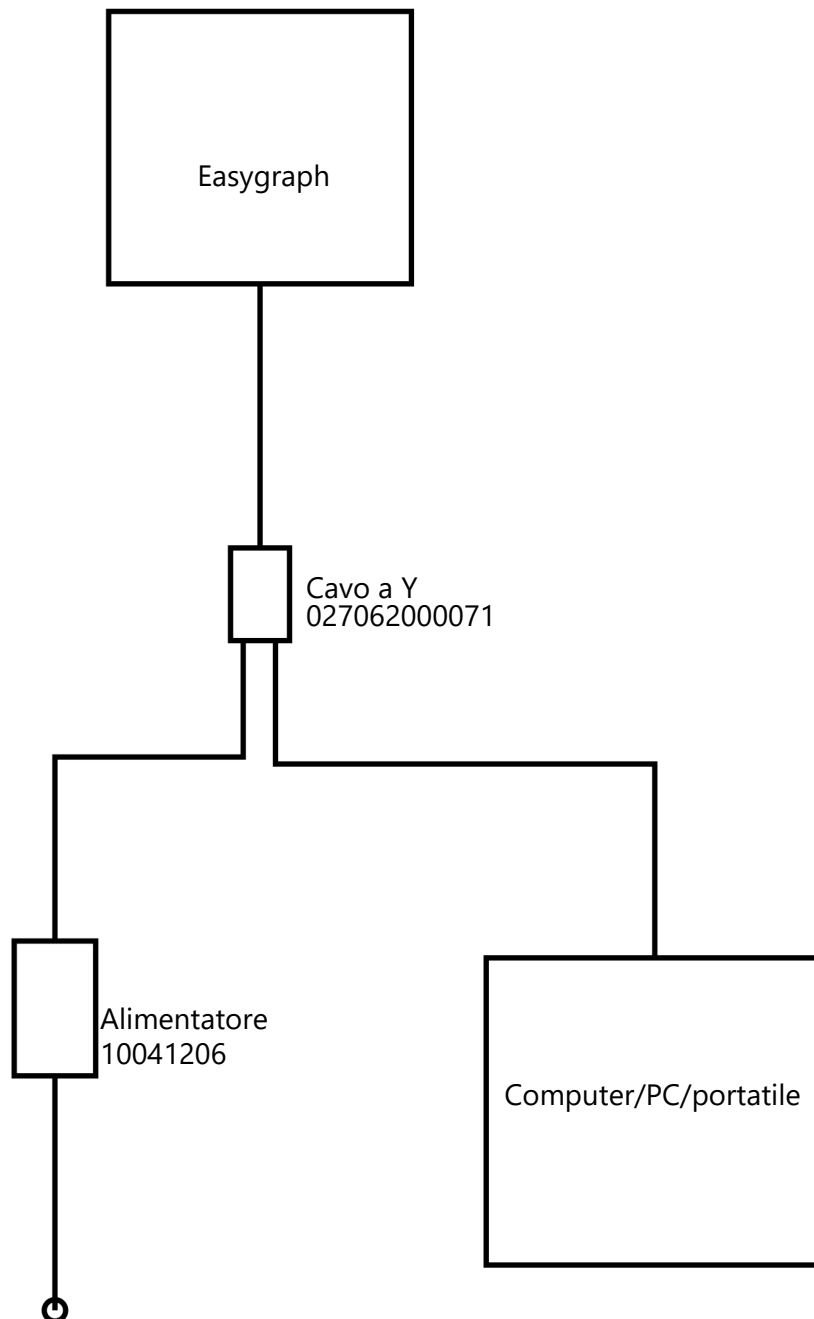 Easygraph
Cavo a Y
027062000071
Alimentatore
10041206
Computer/PC/portatile